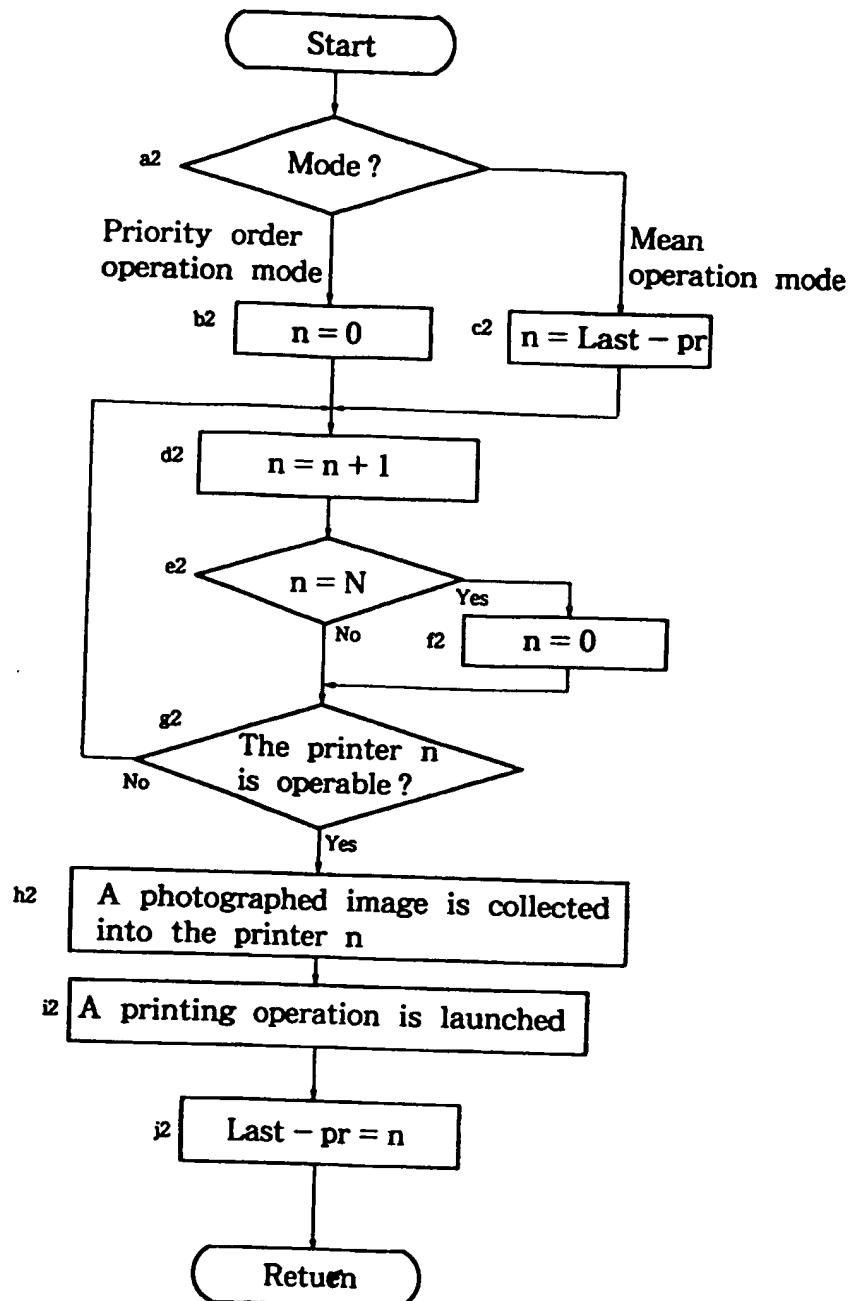 Start
a2
Mode ?
Priority order
operation mode
Mean
operation mode
b2
n = 0
c2
n = Last − pr
d2
n = n + 1
e2
n = N
Yes
No
f2
n = 0
g2
The printer n
is operable ?
No
Yes
h2
A photographed image is collected
into the printer n
i2
A printing operation is launched
j2
Last − pr = n
Retuen